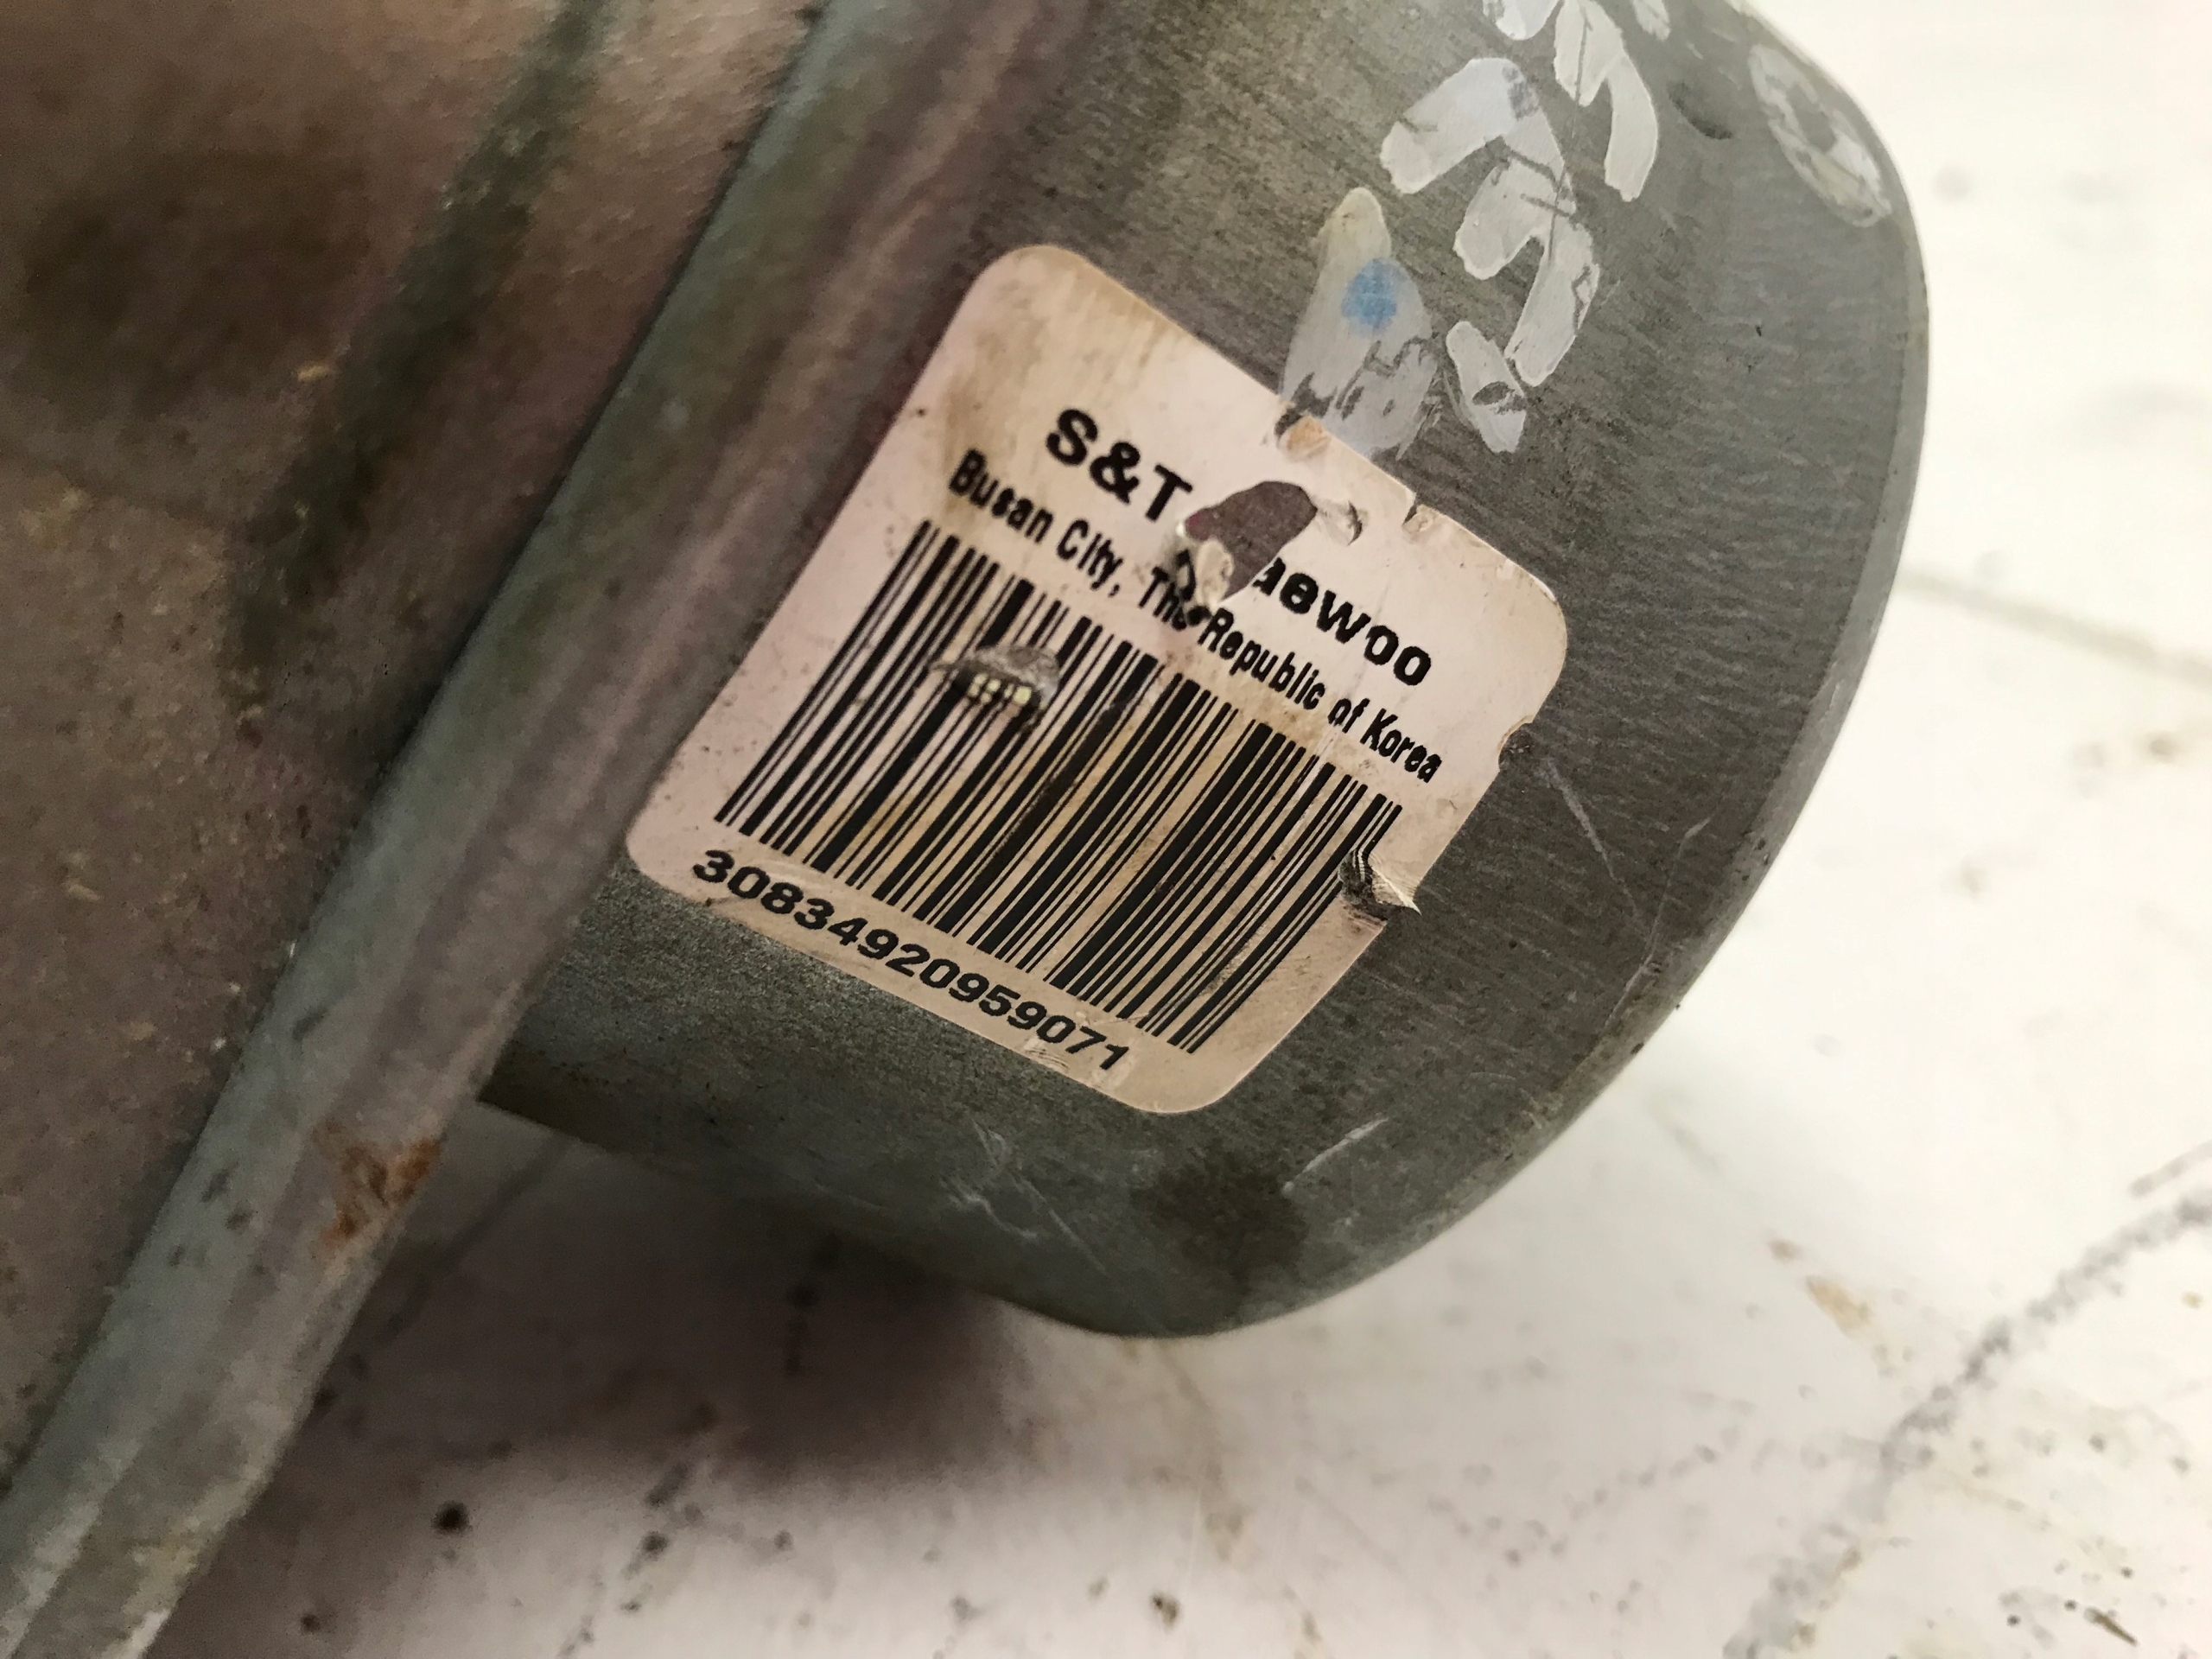 S&T aewoo
Busan City, The Republic of Korea
30834920959071